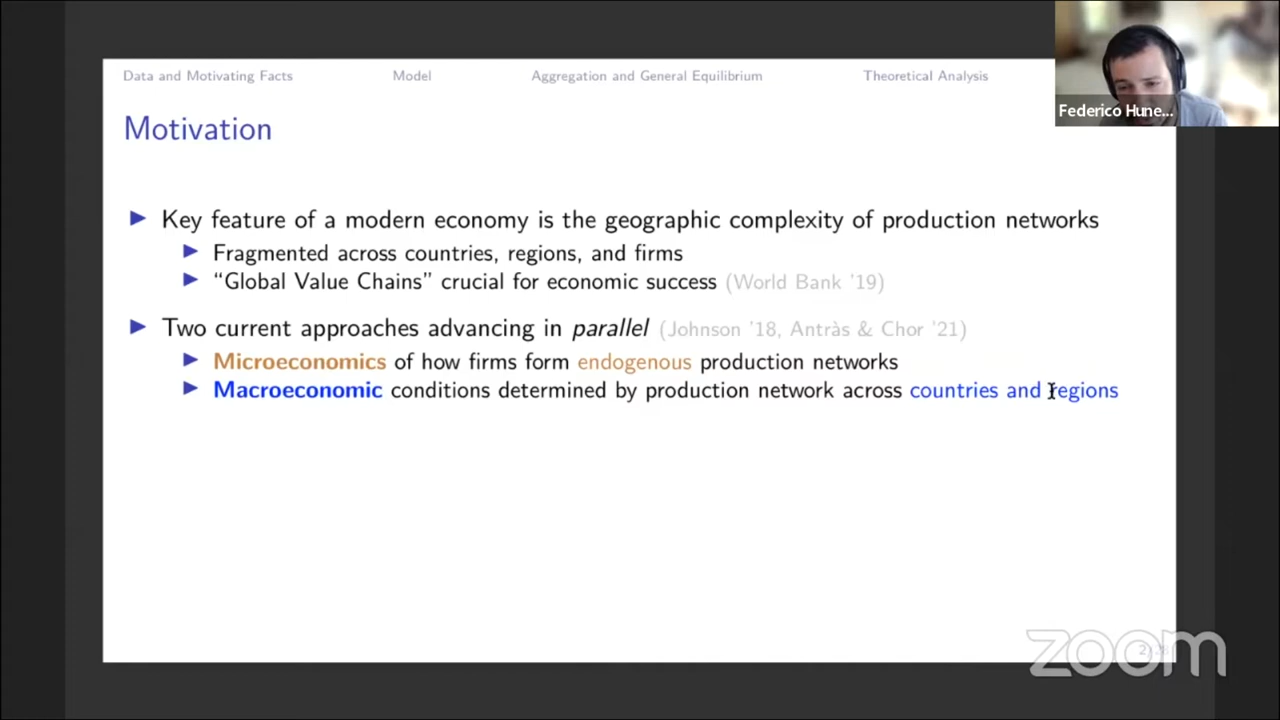 Data and Motivating Facts Model Aggregation and General Equilibrium Theoretical Analysis
Federico Hune...
Motivation
▶ Key feature of a modern economy is the geographic complexity of production networks
▶ Fragmented across countries, regions, and firms
▶ “Global Value Chains” crucial for economic success (World Bank '19)
▶ Two current approaches advancing in parallel (Johnson '18, Antràs & Chor '21)
▶ Microeconomics of how firms form endogenous production networks
▶ Macroeconomic conditions determined by production network across countries and regions
zoom